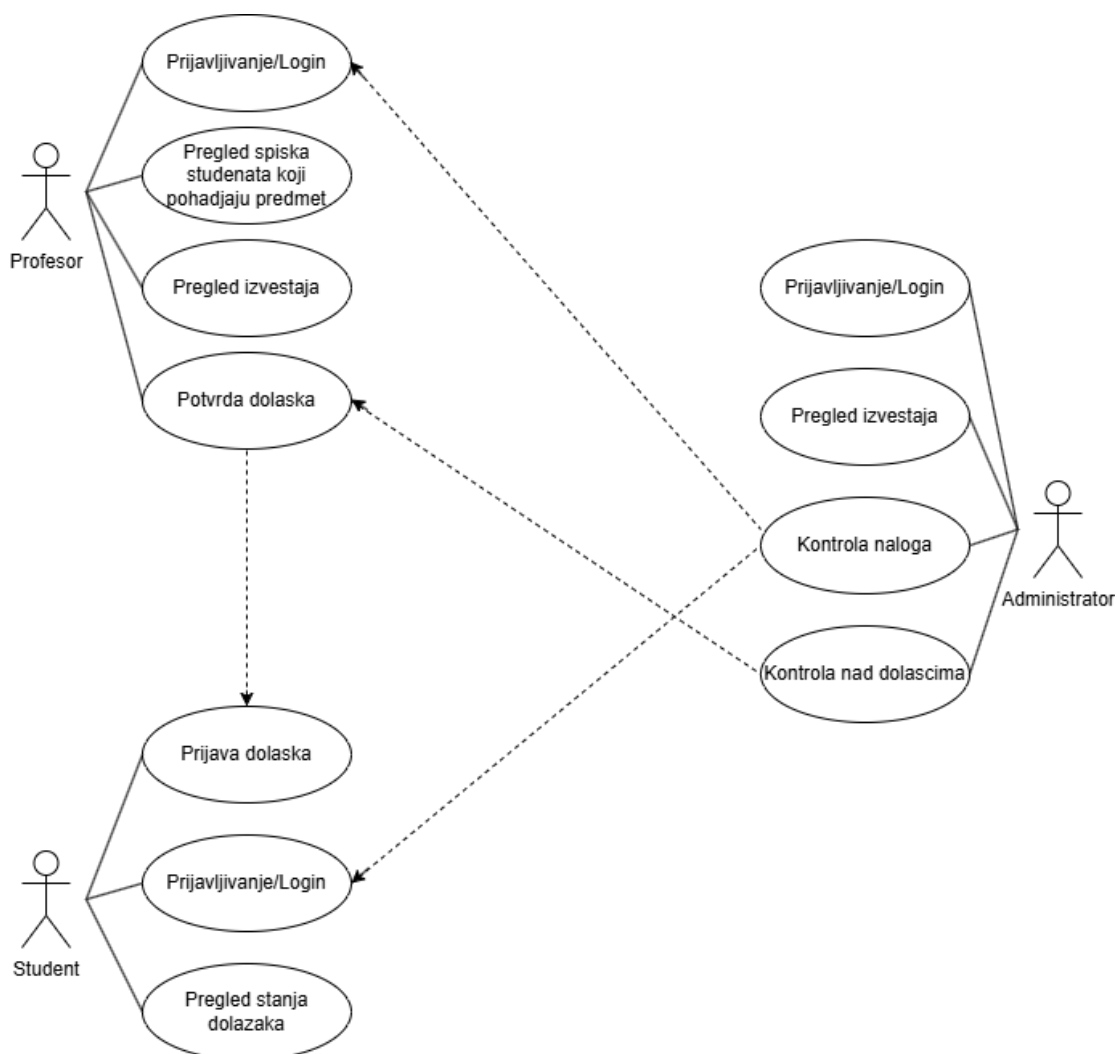 Prijavljivanje/Login
Pregled spiska
studenata koji
pohadjaju predmet
Profesor
Pregled izvestaja
Potvrda dolaska
Prijavljivanje/Login
Pregled izvestaja
Kontrola naloga
Administrator
Kontrola nad dolascima
Prijava dolaska
Prijavljivanje/Login
Student
Pregled stanja
dolazaka